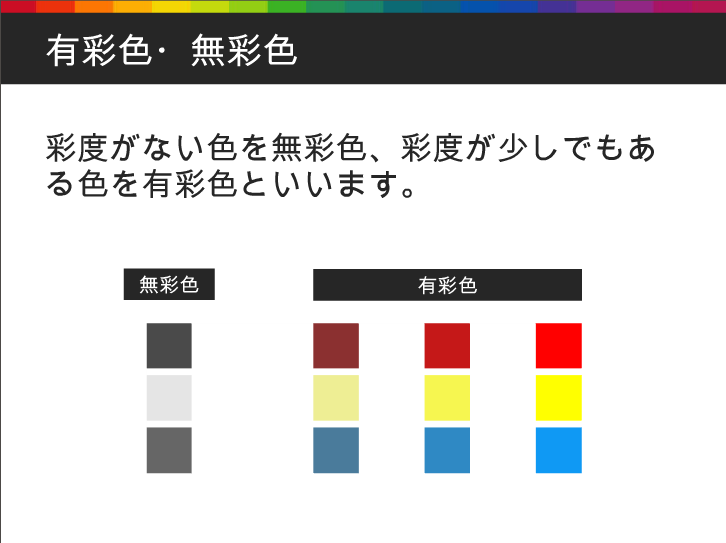 有彩色・無彩色
彩度がない色を無彩色、彩度が少しでもあ
る色を有彩色といいます。
無彩色
有彩色